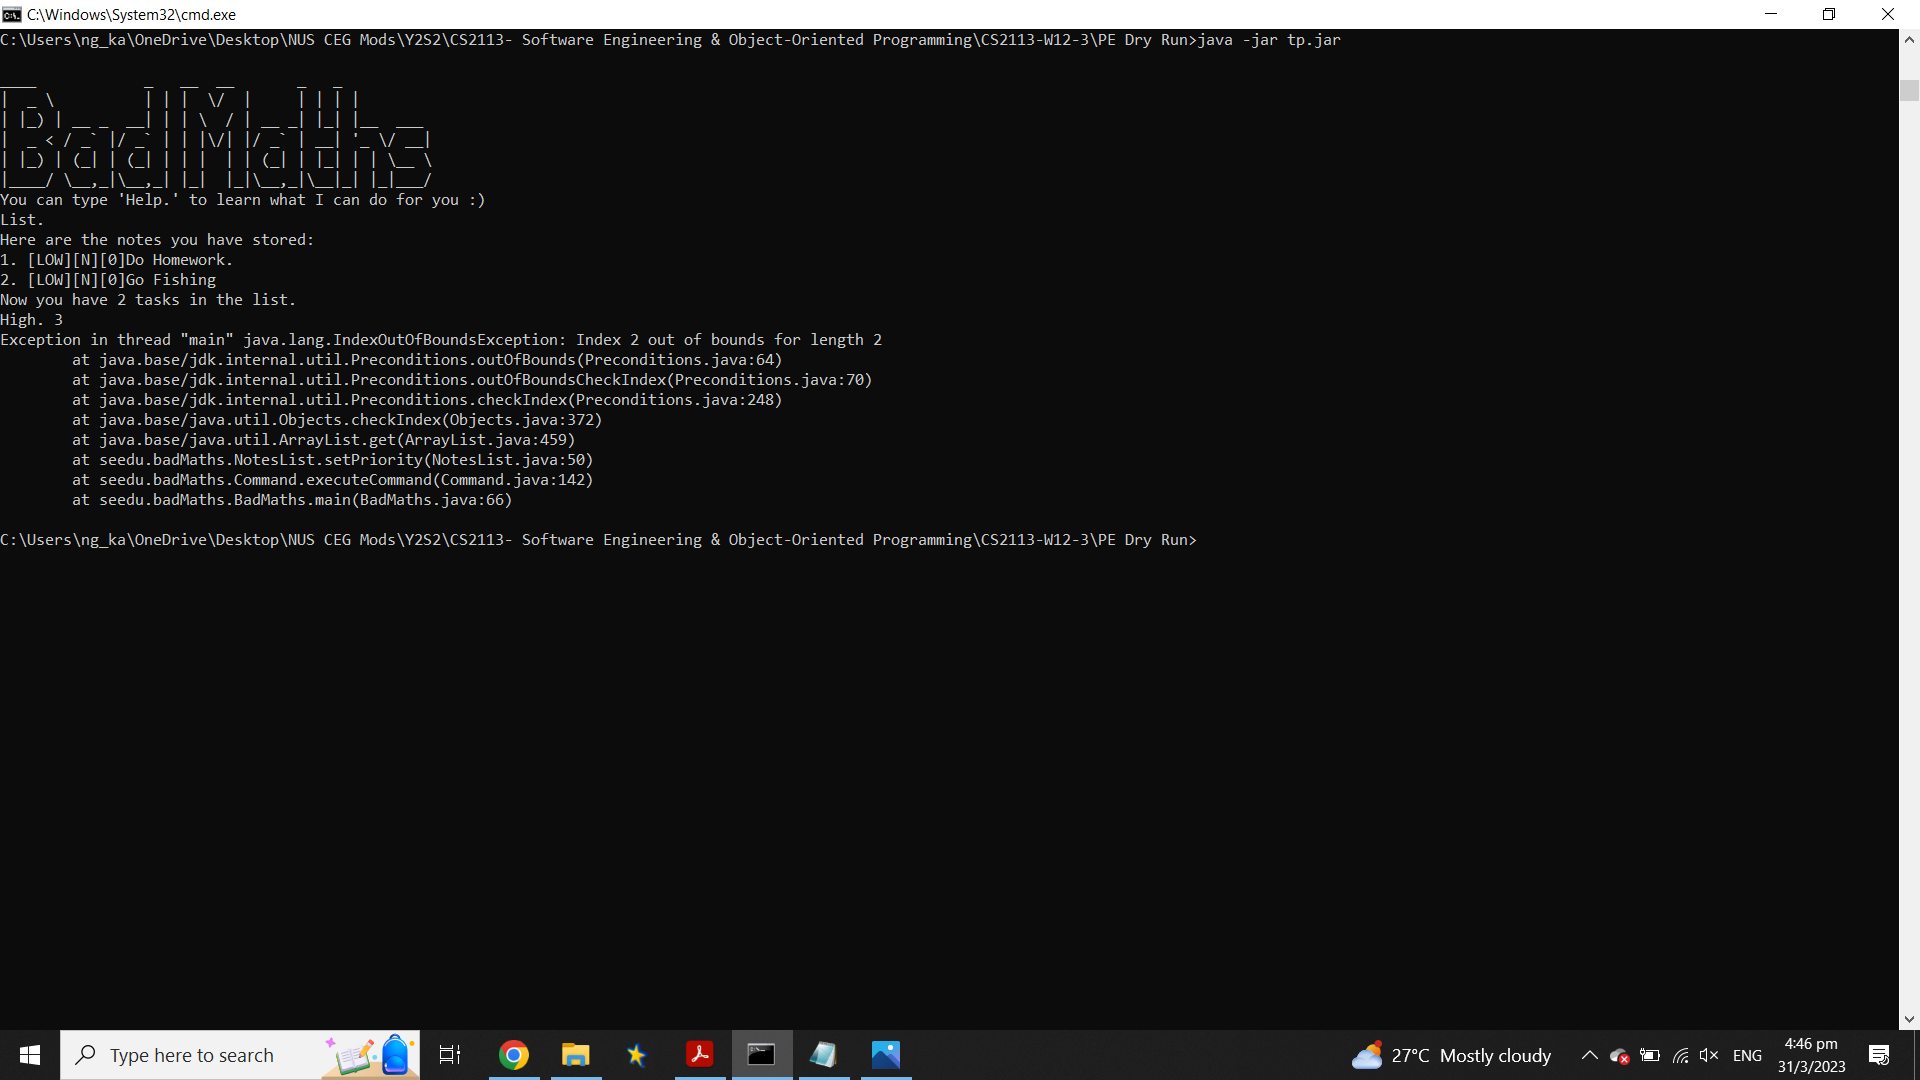 C:\Windows\System32\cmd.exe
C:\Users\ng_ka\OneDrive\Desktop\NUS CEG Mods\Y2S2\CS2113- Software Engineering & Object-Oriented Programming\CS2113-W12-3\PE Dry Run>java -jar tp.jar
BadMaths
You can type 'Help.' to learn what I can do for you :)
List.
Here are the notes you have stored:
1. [LOW][N][0]Do Homework.
2. [LOW][N][0]Go Fishing
Now you have 2 tasks in the list.
High. 3
Exception in thread "main" java.lang.IndexOutOfBoundsException: Index 2 out of bounds for length 2
at java.base/jdk.internal.util.Preconditions.outOfBounds(Preconditions.java:64)
at java.base/jdk.internal.util.Preconditions.outOfBoundsCheckIndex(Preconditions.java:70)
at java.base/jdk.internal.util.Preconditions.checkIndex(Preconditions.java:248)
at java.base/java.util.Objects.checkIndex(Objects.java:372)
at java.base/java.util.ArrayList.get(ArrayList.java:459)
at seedu.badMaths.NotesList.setPriority(NotesList.java:50)
at seedu.badMaths.Command.executeCommand(Command.java:142)
at seedu.badMaths.BadMaths.main(BadMaths.java:66)
C:\Users\ng_ka\OneDrive\Desktop\NUS CEG Mods\Y2S2\CS2113- Software Engineering & Object-Oriented Programming\CS2113-W12-3\PE Dry Run>
Type here to search
27°C Mostly cloudy
ENG
4:46 pm
31/3/2023